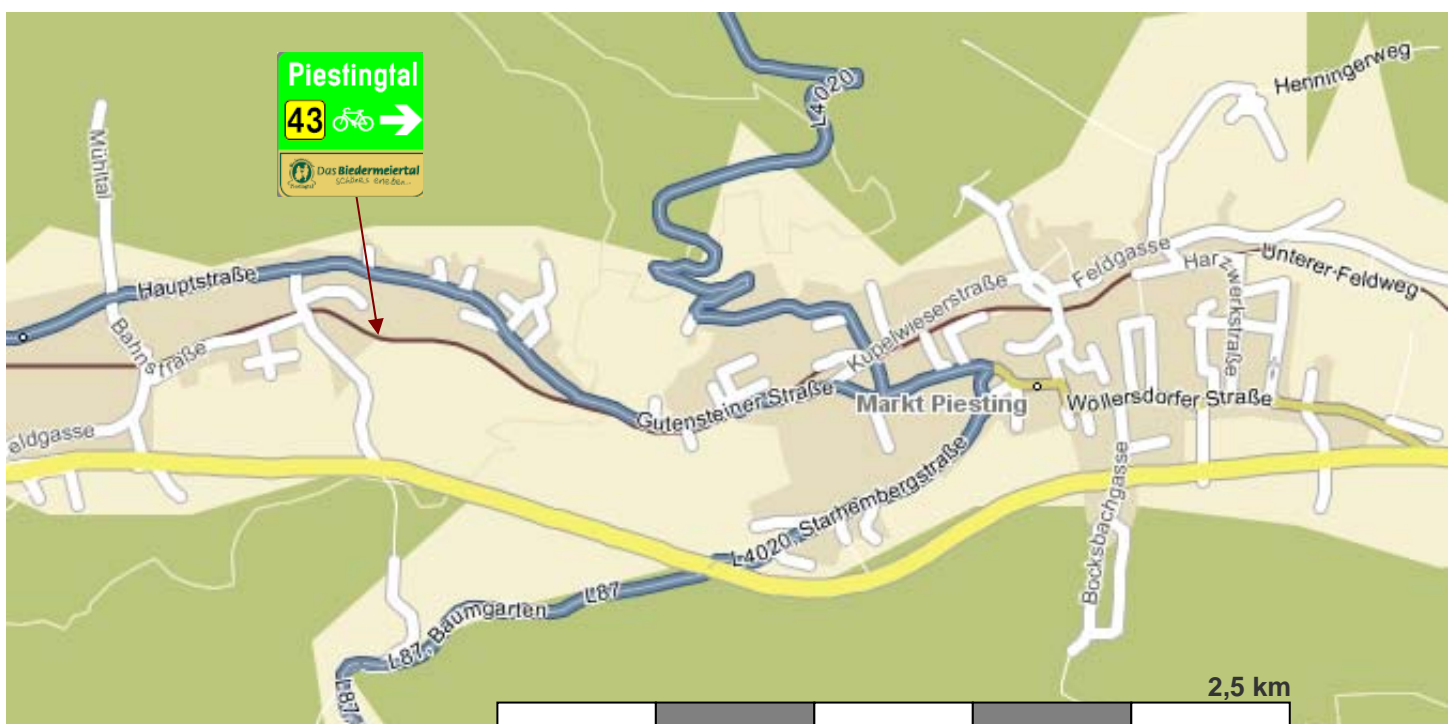 Piestingtal
43
Das Biedermeiertal
L4020
Henningerweg
Mühltal
Hauptstraße
Bahnstraße
Kupelwieserstraße
Feldgasse
Unterer-Feldweg
Gutensteiner Straße
Markt Piesting
Wöllersdorfer Straße
eldgasse
L4020, Starhembergstraße
Bocksbachgasse
L87
L87, Baumgarten
L87
2,5 km